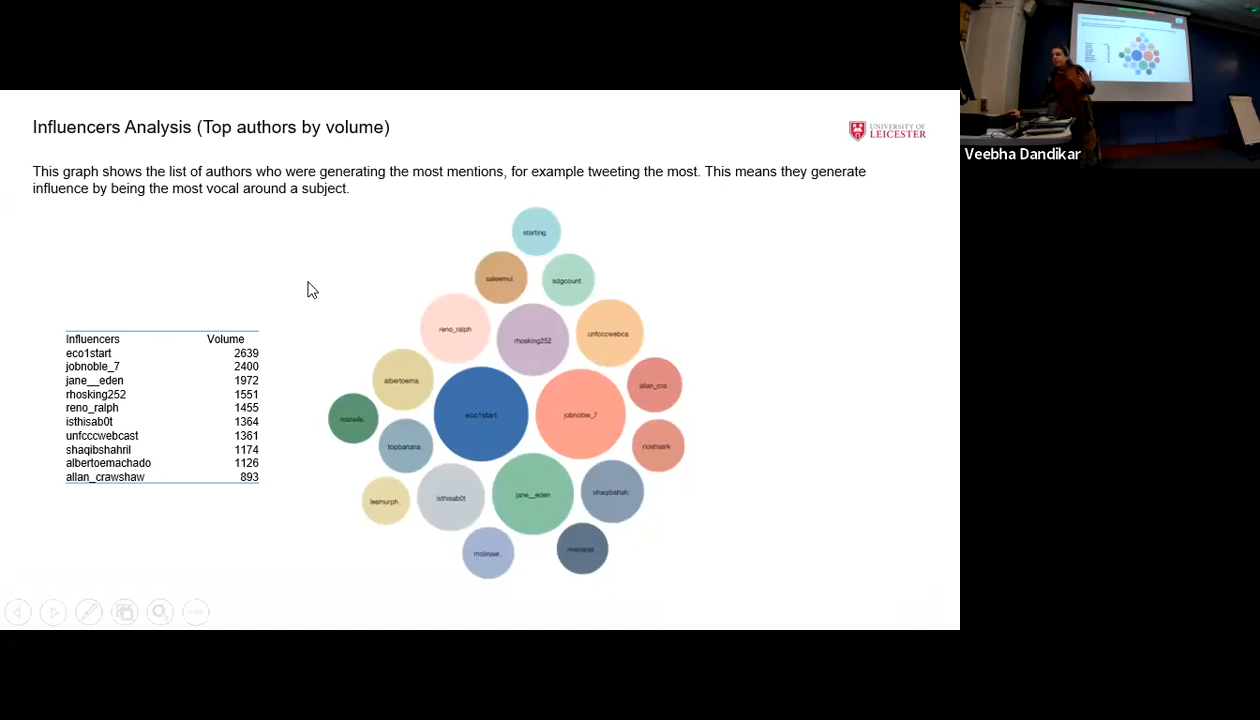 Influencers Analysis (Top authors by volume)
UNIVERSITY OF
LEICESTER
Veebha Dandikar
This graph shows the list of authors who were generating the most mentions, for example tweeting the most. This means they generate
influence by being the most vocal around a subject.
starting
saleemul
sdgcount.
reno_ralph
rhosking252
unfcccwebca.
albertoema.
allan_cra.
eco1start
jobnoble_7
topbanana.
noahsark
lesmurph.
isthisab0t
jane__eden
shaqibshah.
Influencers Volume
eco1start 2639
jobnoble_7 2400
jane__eden 1972
rhosking252 1551
reno_ralph 1455
isthisab0t 1364
unfcccwebcast 1361
shaqibshahril 1174
albertoemachado 1126
allan_crawshaw 893